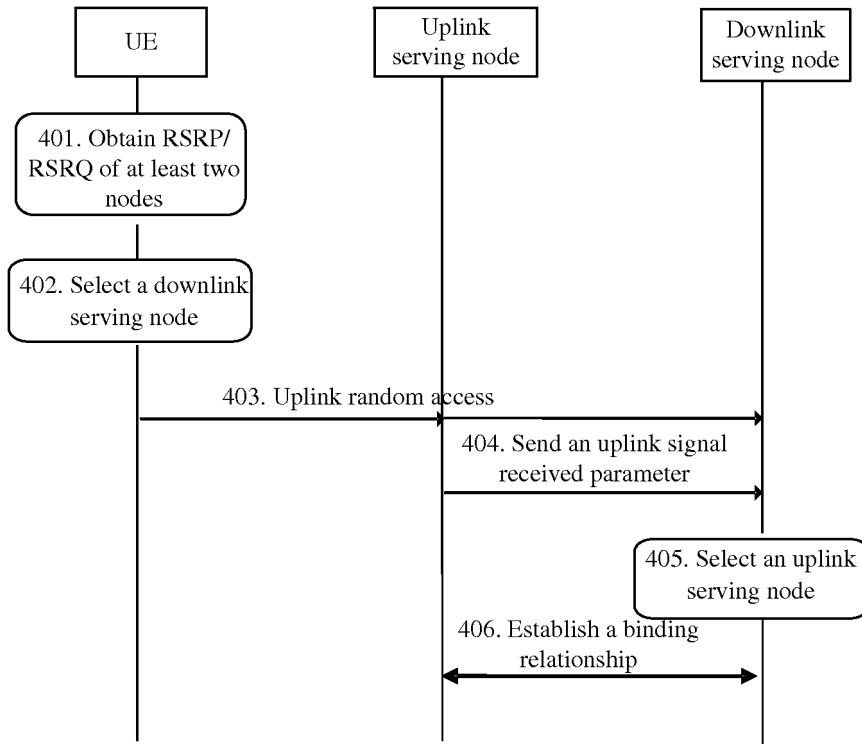 UE
Uplink
serving node
Downlink
serving node
401. Obtain RSRP/
RSRQ of at least two
nodes
402. Select a downlink
serving node
403. Uplink random access
404. Send an uplink signal
received parameter
405. Select an uplink
serving node
406. Establish a binding
relationship